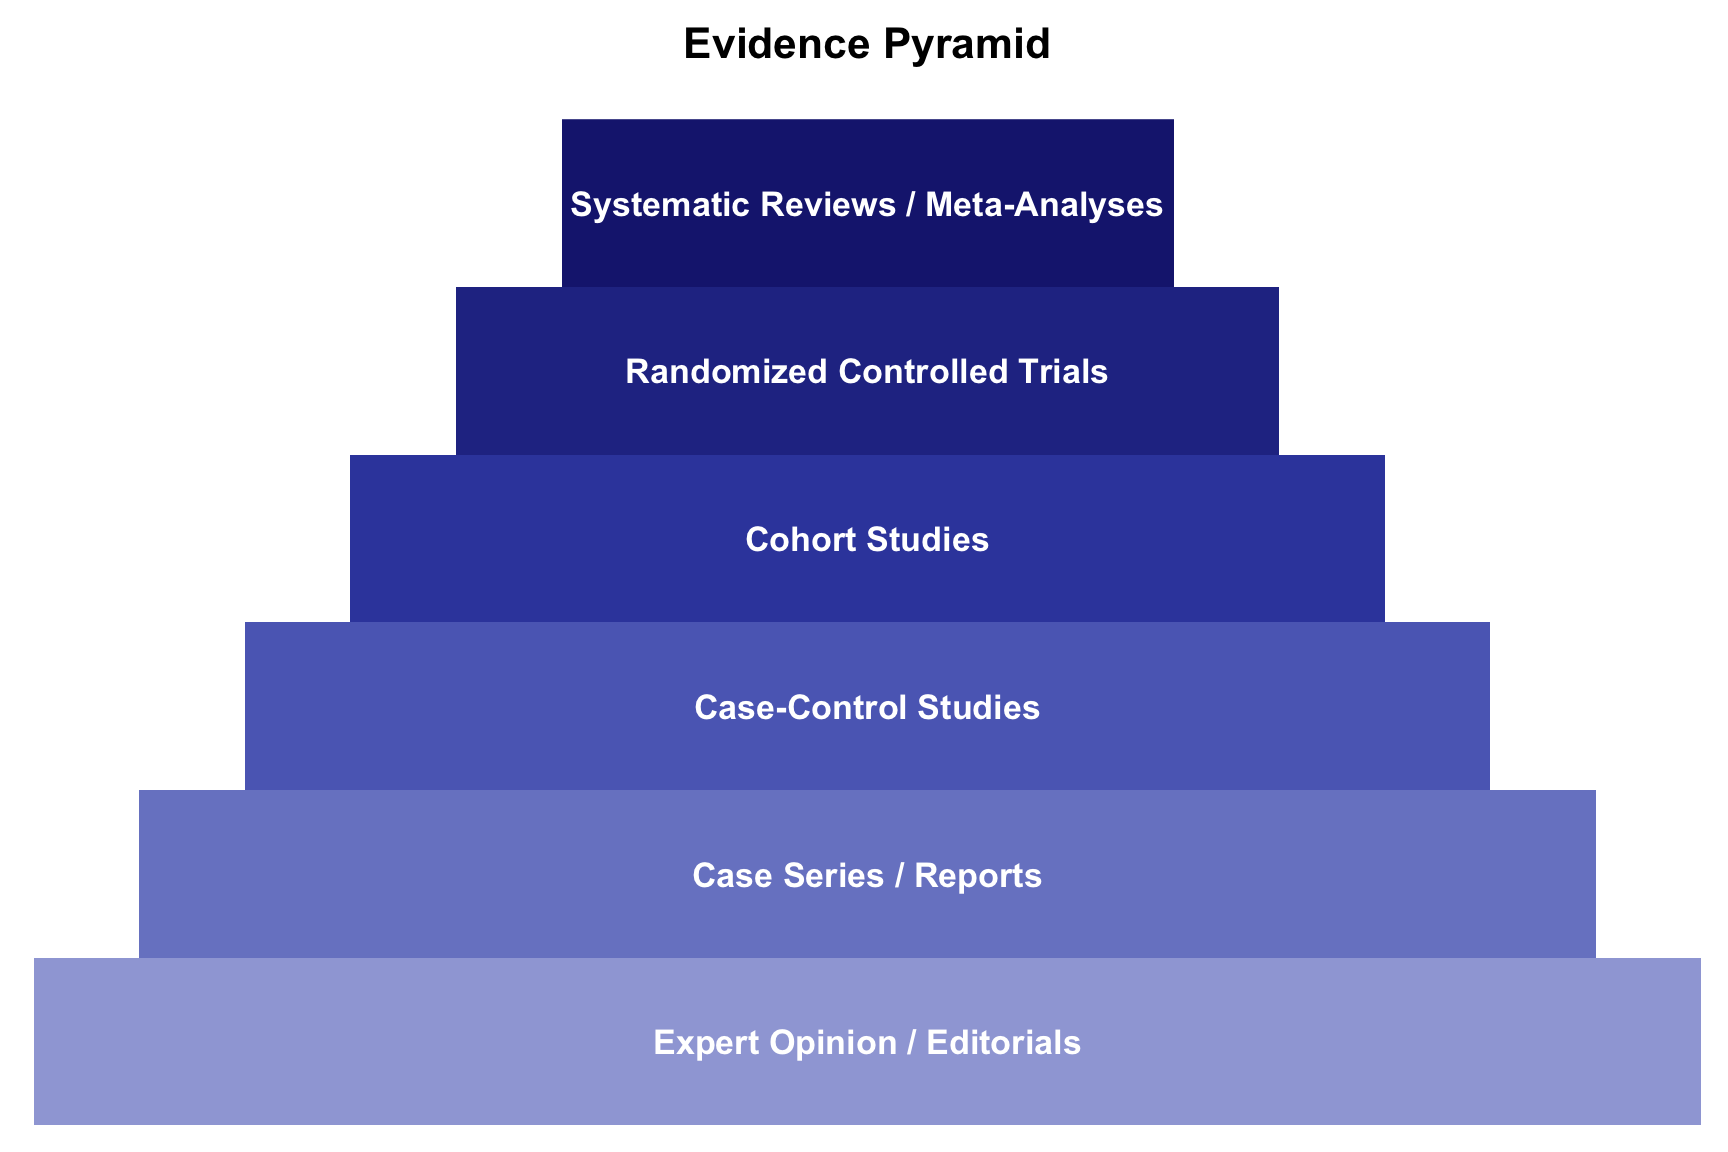 Evidence Pyramid
Systematic Reviews / Meta-Analyses
Randomized Controlled Trials
Cohort Studies
Case-Control Studies
Case Series / Reports
Expert Opinion / Editorials